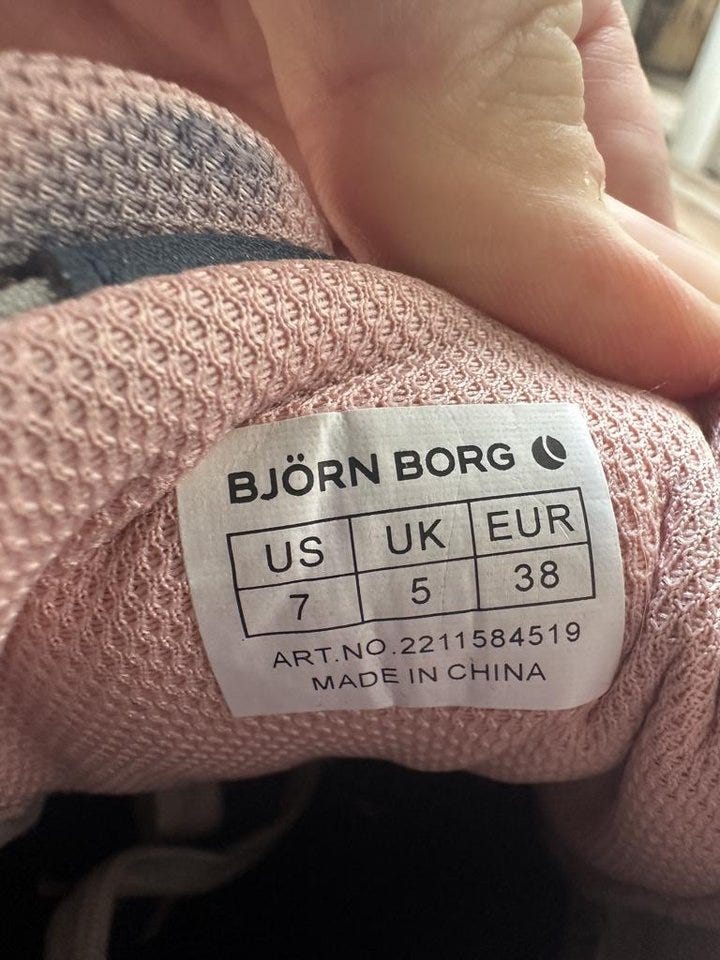 BJÖRN BORG
US UK EUR
7 5 38
ART.NO.2211584519
MADE IN CHINA